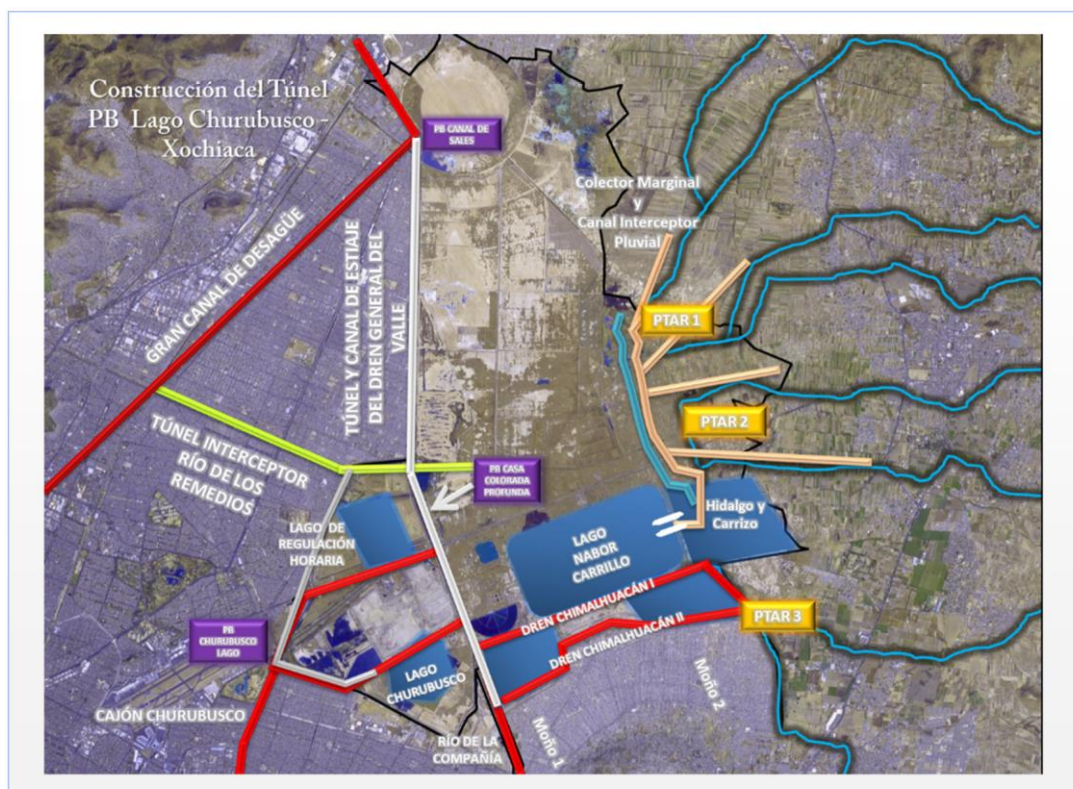 Construcción del Túnel
PB Lago Churubusco -
Xochiaca
PB CANAL DE
SALES
Colector Marginal
y
Canal Interceptor
Pluvial
GRAN CANAL DE DESAGÜE
TÚNEL Y CANAL DE ESTIAJE
DEL DREN GENERAL DEL
VALLE
PTAR 1
PTAR 2
TÚNEL INTERCEPTOR
RÍO DE LOS
REMEDIOS
PB CASA
COLORADA
PROFUNDA
LAGO DE
REGULACIÓN
HORARIA
LAGO
NABOR
CARRILLO
Hidalgo y
Carrizo
DREN CHIMALHUACÁN I
PTAR 3
DREN CHIMALHUACÁN II
PB
CHURUBUSCO
LAGO
LAGO
CHURUBUSCO
Moño 2
CAJÓN CHURUBUSCO
RÍO DE LA
COMPAÑÍA
Moño 1